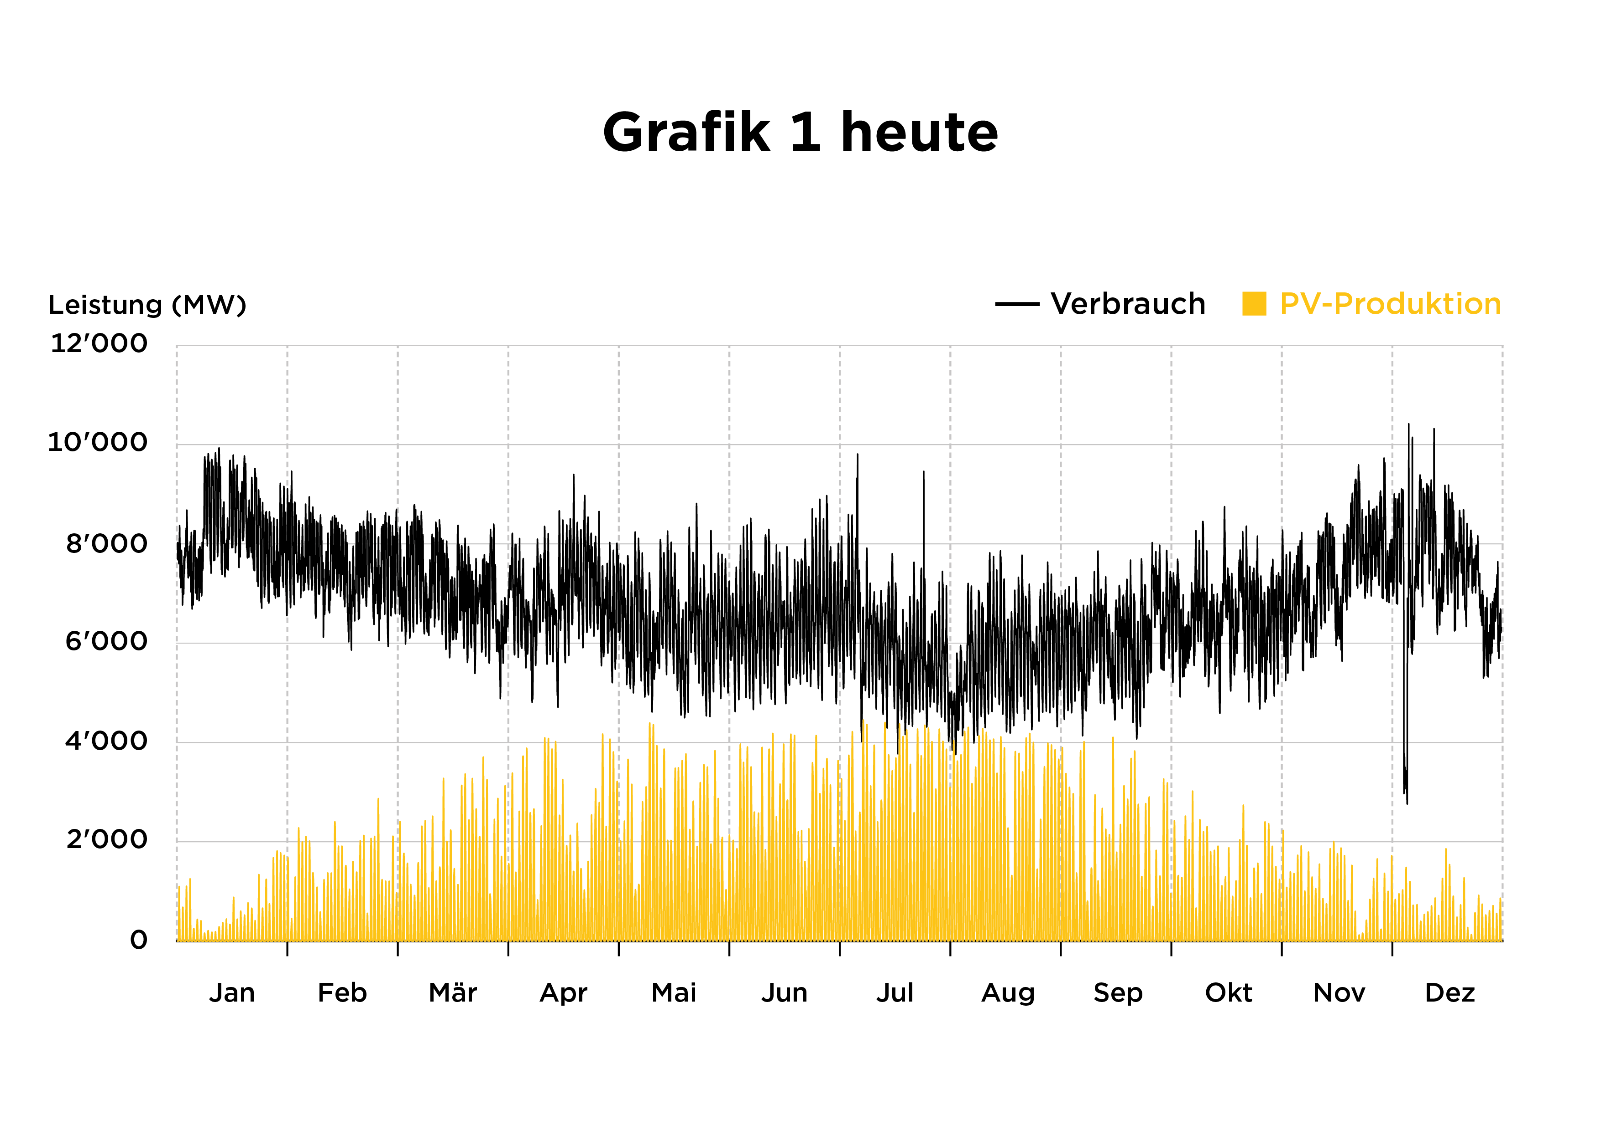 Grafik 1 heute
Leistung (MW)
Verbrauch
PV-Produktion
12’000
10’000
8’000
6’000
4’000
2’000
0
Jan Feb Mär Apr Mai Jun Jul Aug Sep Okt Nov Dez